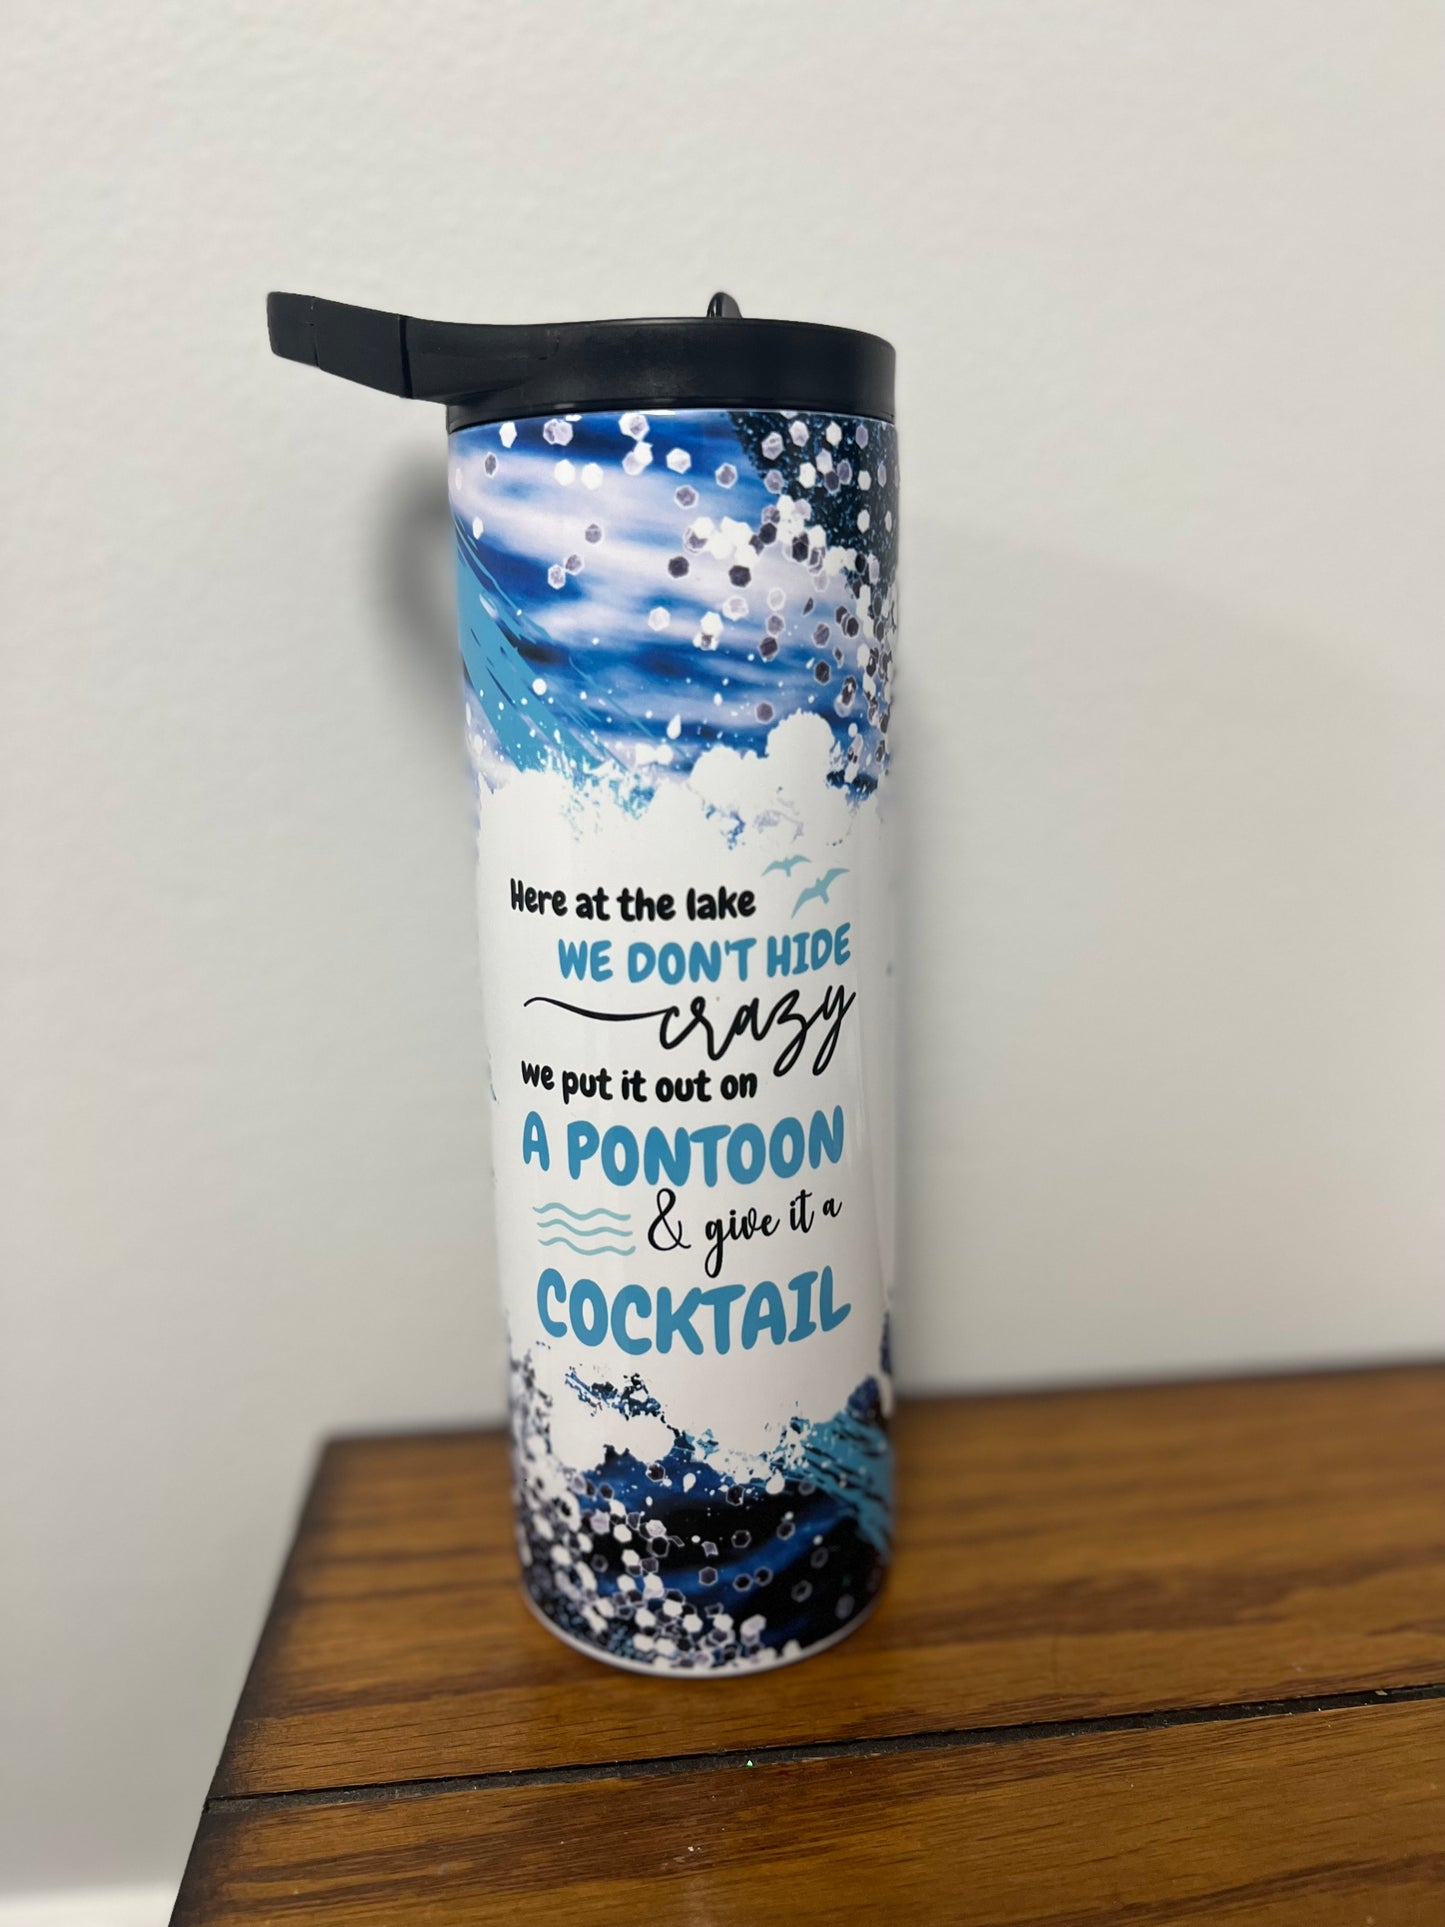 Here at the lake
WE DON'T HIDE
crazy
we put it out on
A PONTOON
& give it a
COCKTAIL